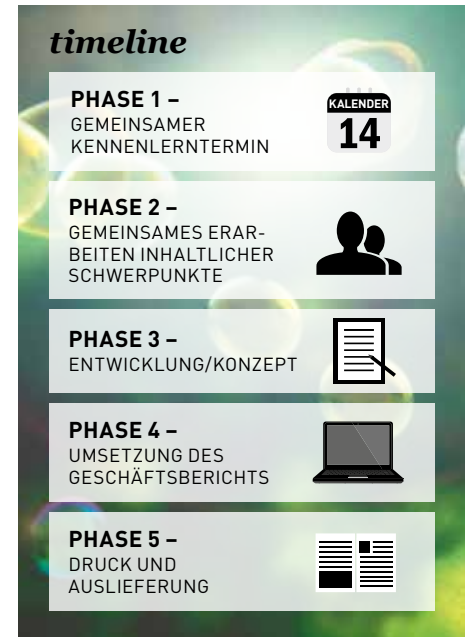 timeline
PHASE 1 –
GEMEINSAMER
KENNENLERNTERMIN
KALENDER
14
PHASE 2 –
GEMEINSAMES ERAR-
BEITEN INHALTLICHER
SCHWERPUNKTE
PHASE 3 –
ENTWICKLUNG/KONZEPT
PHASE 4 –
UMSETZUNG DES
GESCHÄFTSBERICHTS
PHASE 5 –
DRUCK UND
AUSLIEFERUNG